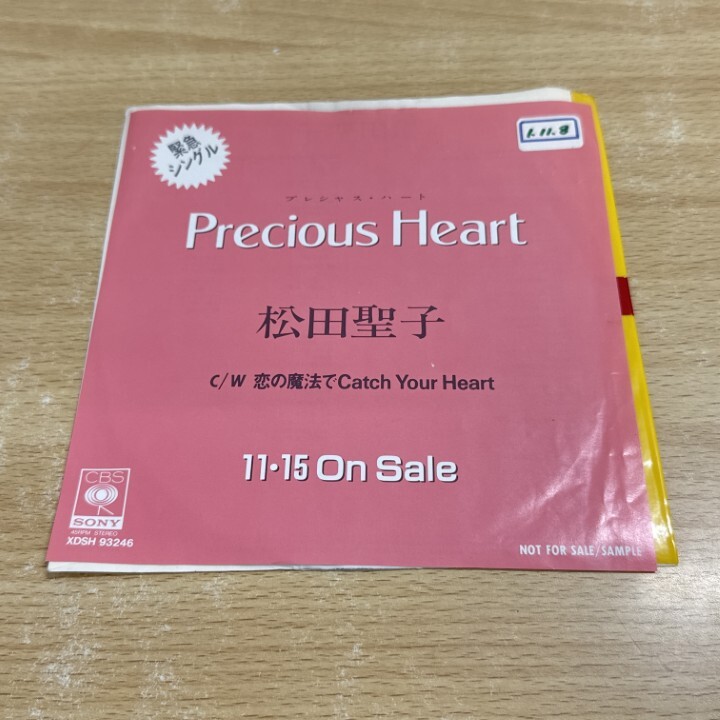 緊急
シングル
1.11.8
プレシャス・ハート
Precious Heart
松田聖子
C/W 恋の魔法でCatch Your Heart
11・15 On Sale
CBS
SONY
45RPM STEREO
XDSH 93246
NOT FOR SALE/SAMPLE